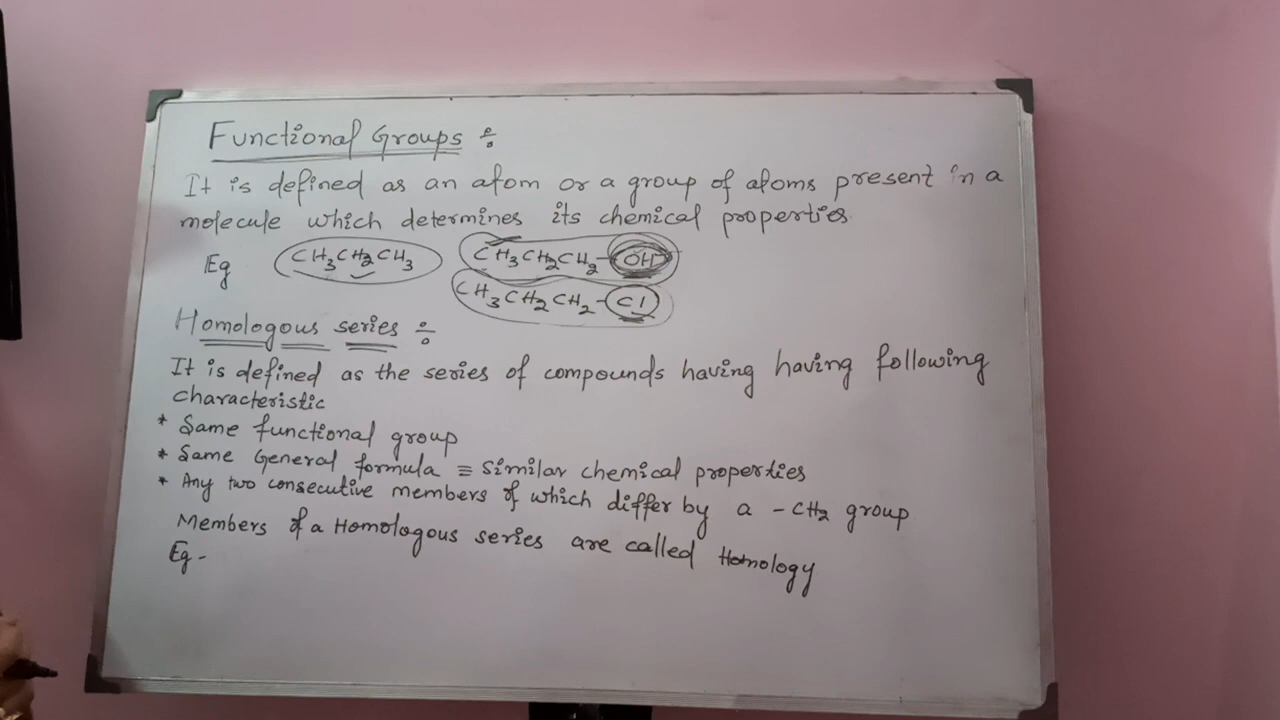 Functional Groups :
It is defined as an atom or a group of atoms present in a
molecule which determines its chemical properties
Eg CH3CH2CH3 CH3CH2CH2-OH
CH3CH2CH2-Cl
Homologous series :
It is defined as the series of compounds having having following
characteristic
* Same functional group
* Same General formula ≡ Similar chemical properties
* Any two consecutive members of which differ by a -CH2 group
Members of a Homologous series are called Homology
Eg -